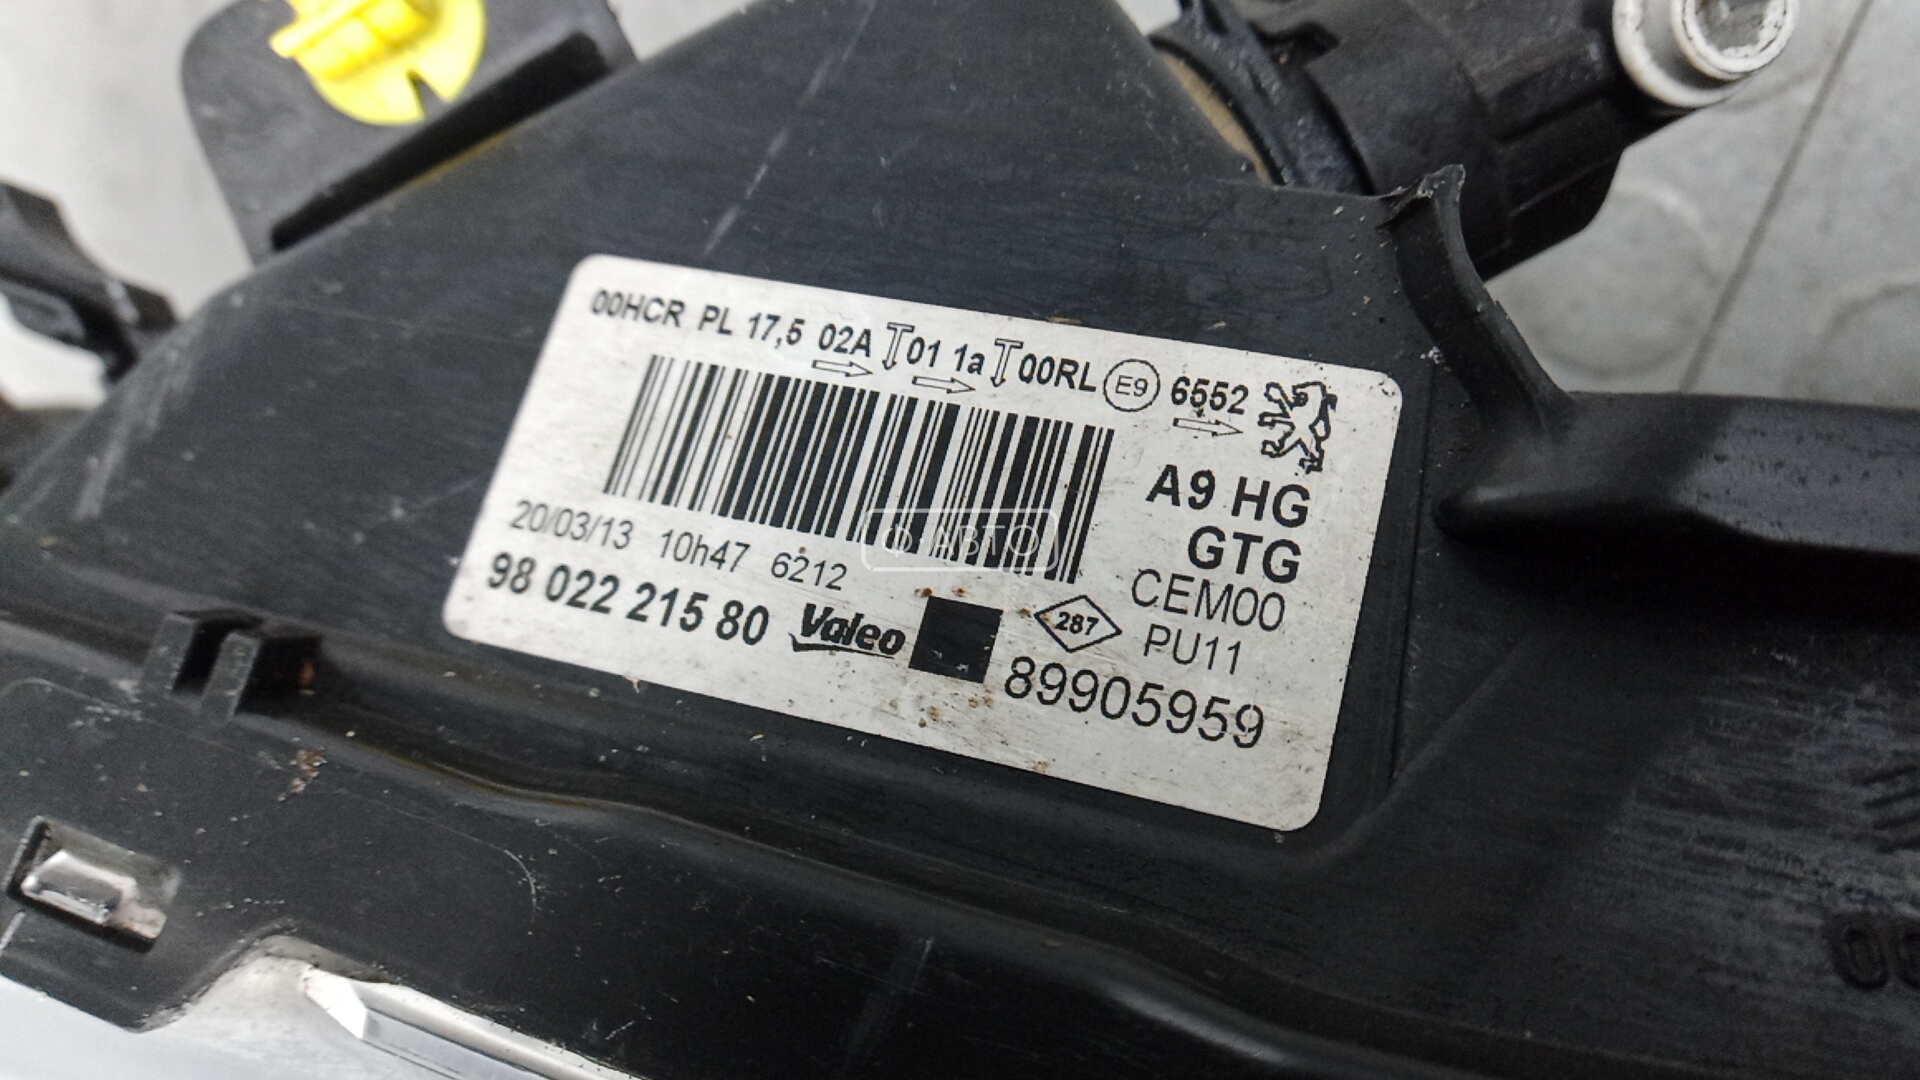 00HCR PL 17,5 02A 01 1a 00RL E9 6552
A9 HG
GTG
CEM00
PU11
20/03/13 10h47 6212
98 022 215 80 Valeo 287
89905959
Ф-АВТО